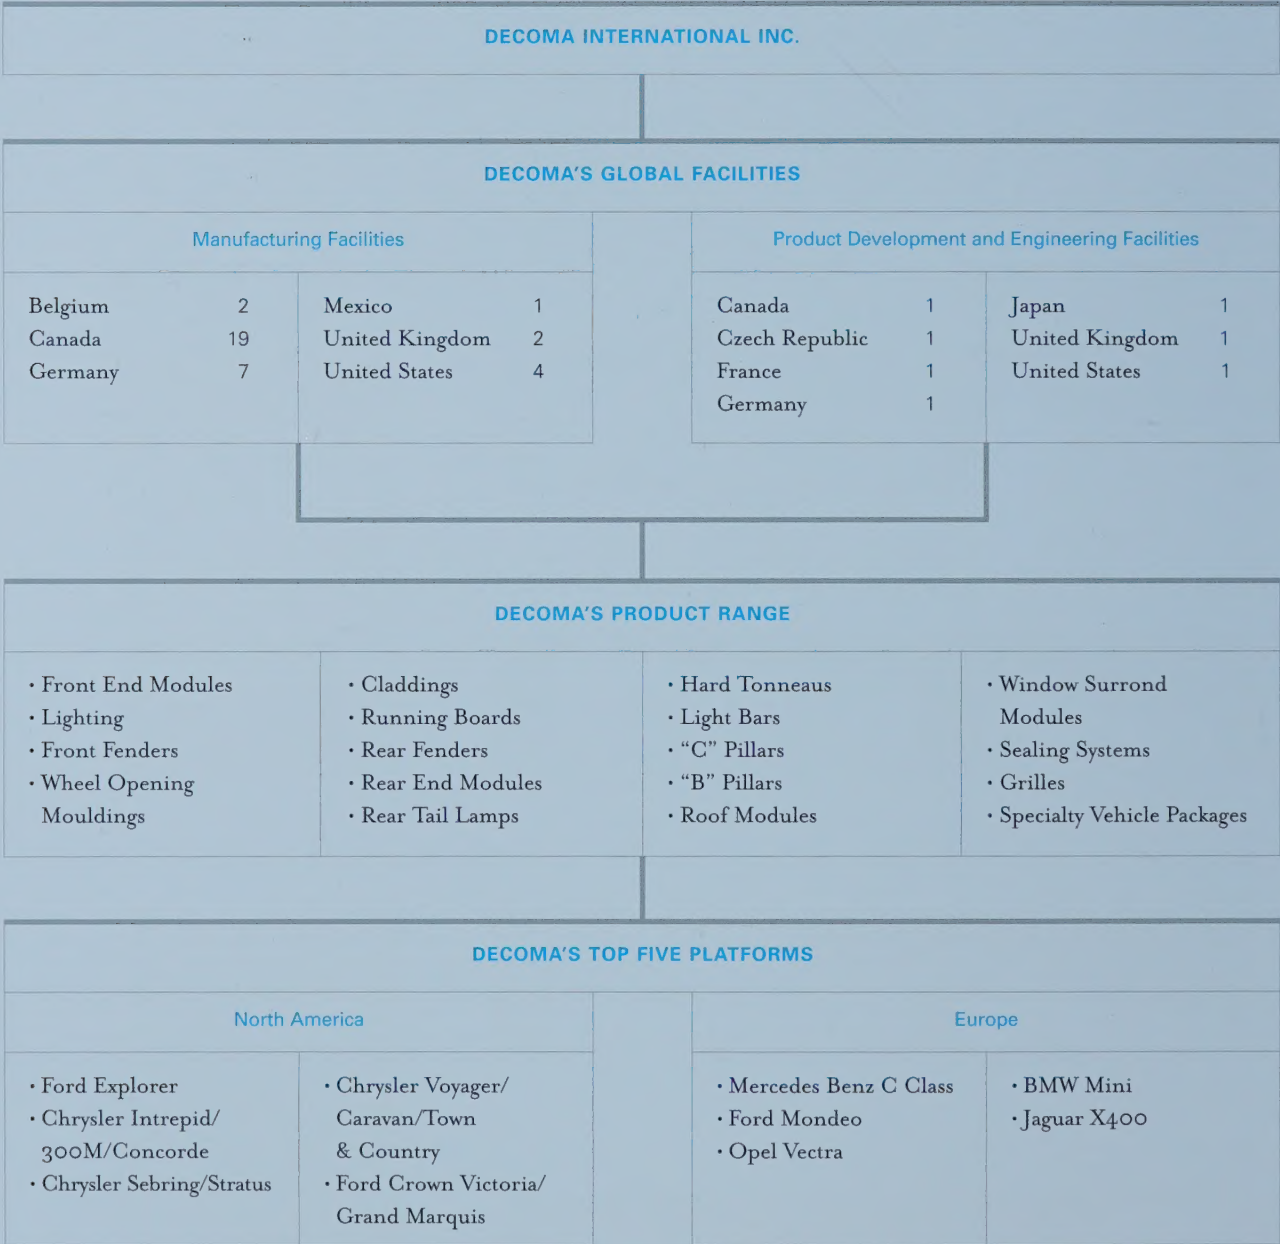 DECOMA INTERNATIONAL INC.
DECOMA'S GLOBAL FACILITIES
Manufacturing Facilities
Belgium 2
Canada 19
Germany 7
Mexico 1
United Kingdom 2
United States 4
Product Development and Engineering Facilities
Canada 1
Czech Republic 1
France 1
Germany 1
Japan 1
United Kingdom 1
United States 1
DECOMA'S PRODUCT RANGE
• Front End Modules
• Lighting
• Front Fenders
• Wheel Opening
Mouldings
• Claddings
• Running Boards
• Rear Fenders
• Rear End Modules
• Rear Tail Lamps
• Hard Tonneaus
• Light Bars
• “C” Pillars
• “B” Pillars
• Roof Modules
• Window Surrond
Modules
• Sealing Systems
• Grilles
• Specialty Vehicle Packages
DECOMA'S TOP FIVE PLATFORMS
North America
• Ford Explorer
• Chrysler Intrepid/
300M/Concorde
• Chrysler Sebring/Stratus
• Chrysler Voyager/
Caravan/Town
& Country
• Ford Crown Victoria/
Grand Marquis
Europe
• Mercedes Benz C Class
• Ford Mondeo
• Opel Vectra
• BMW Mini
• Jaguar X400